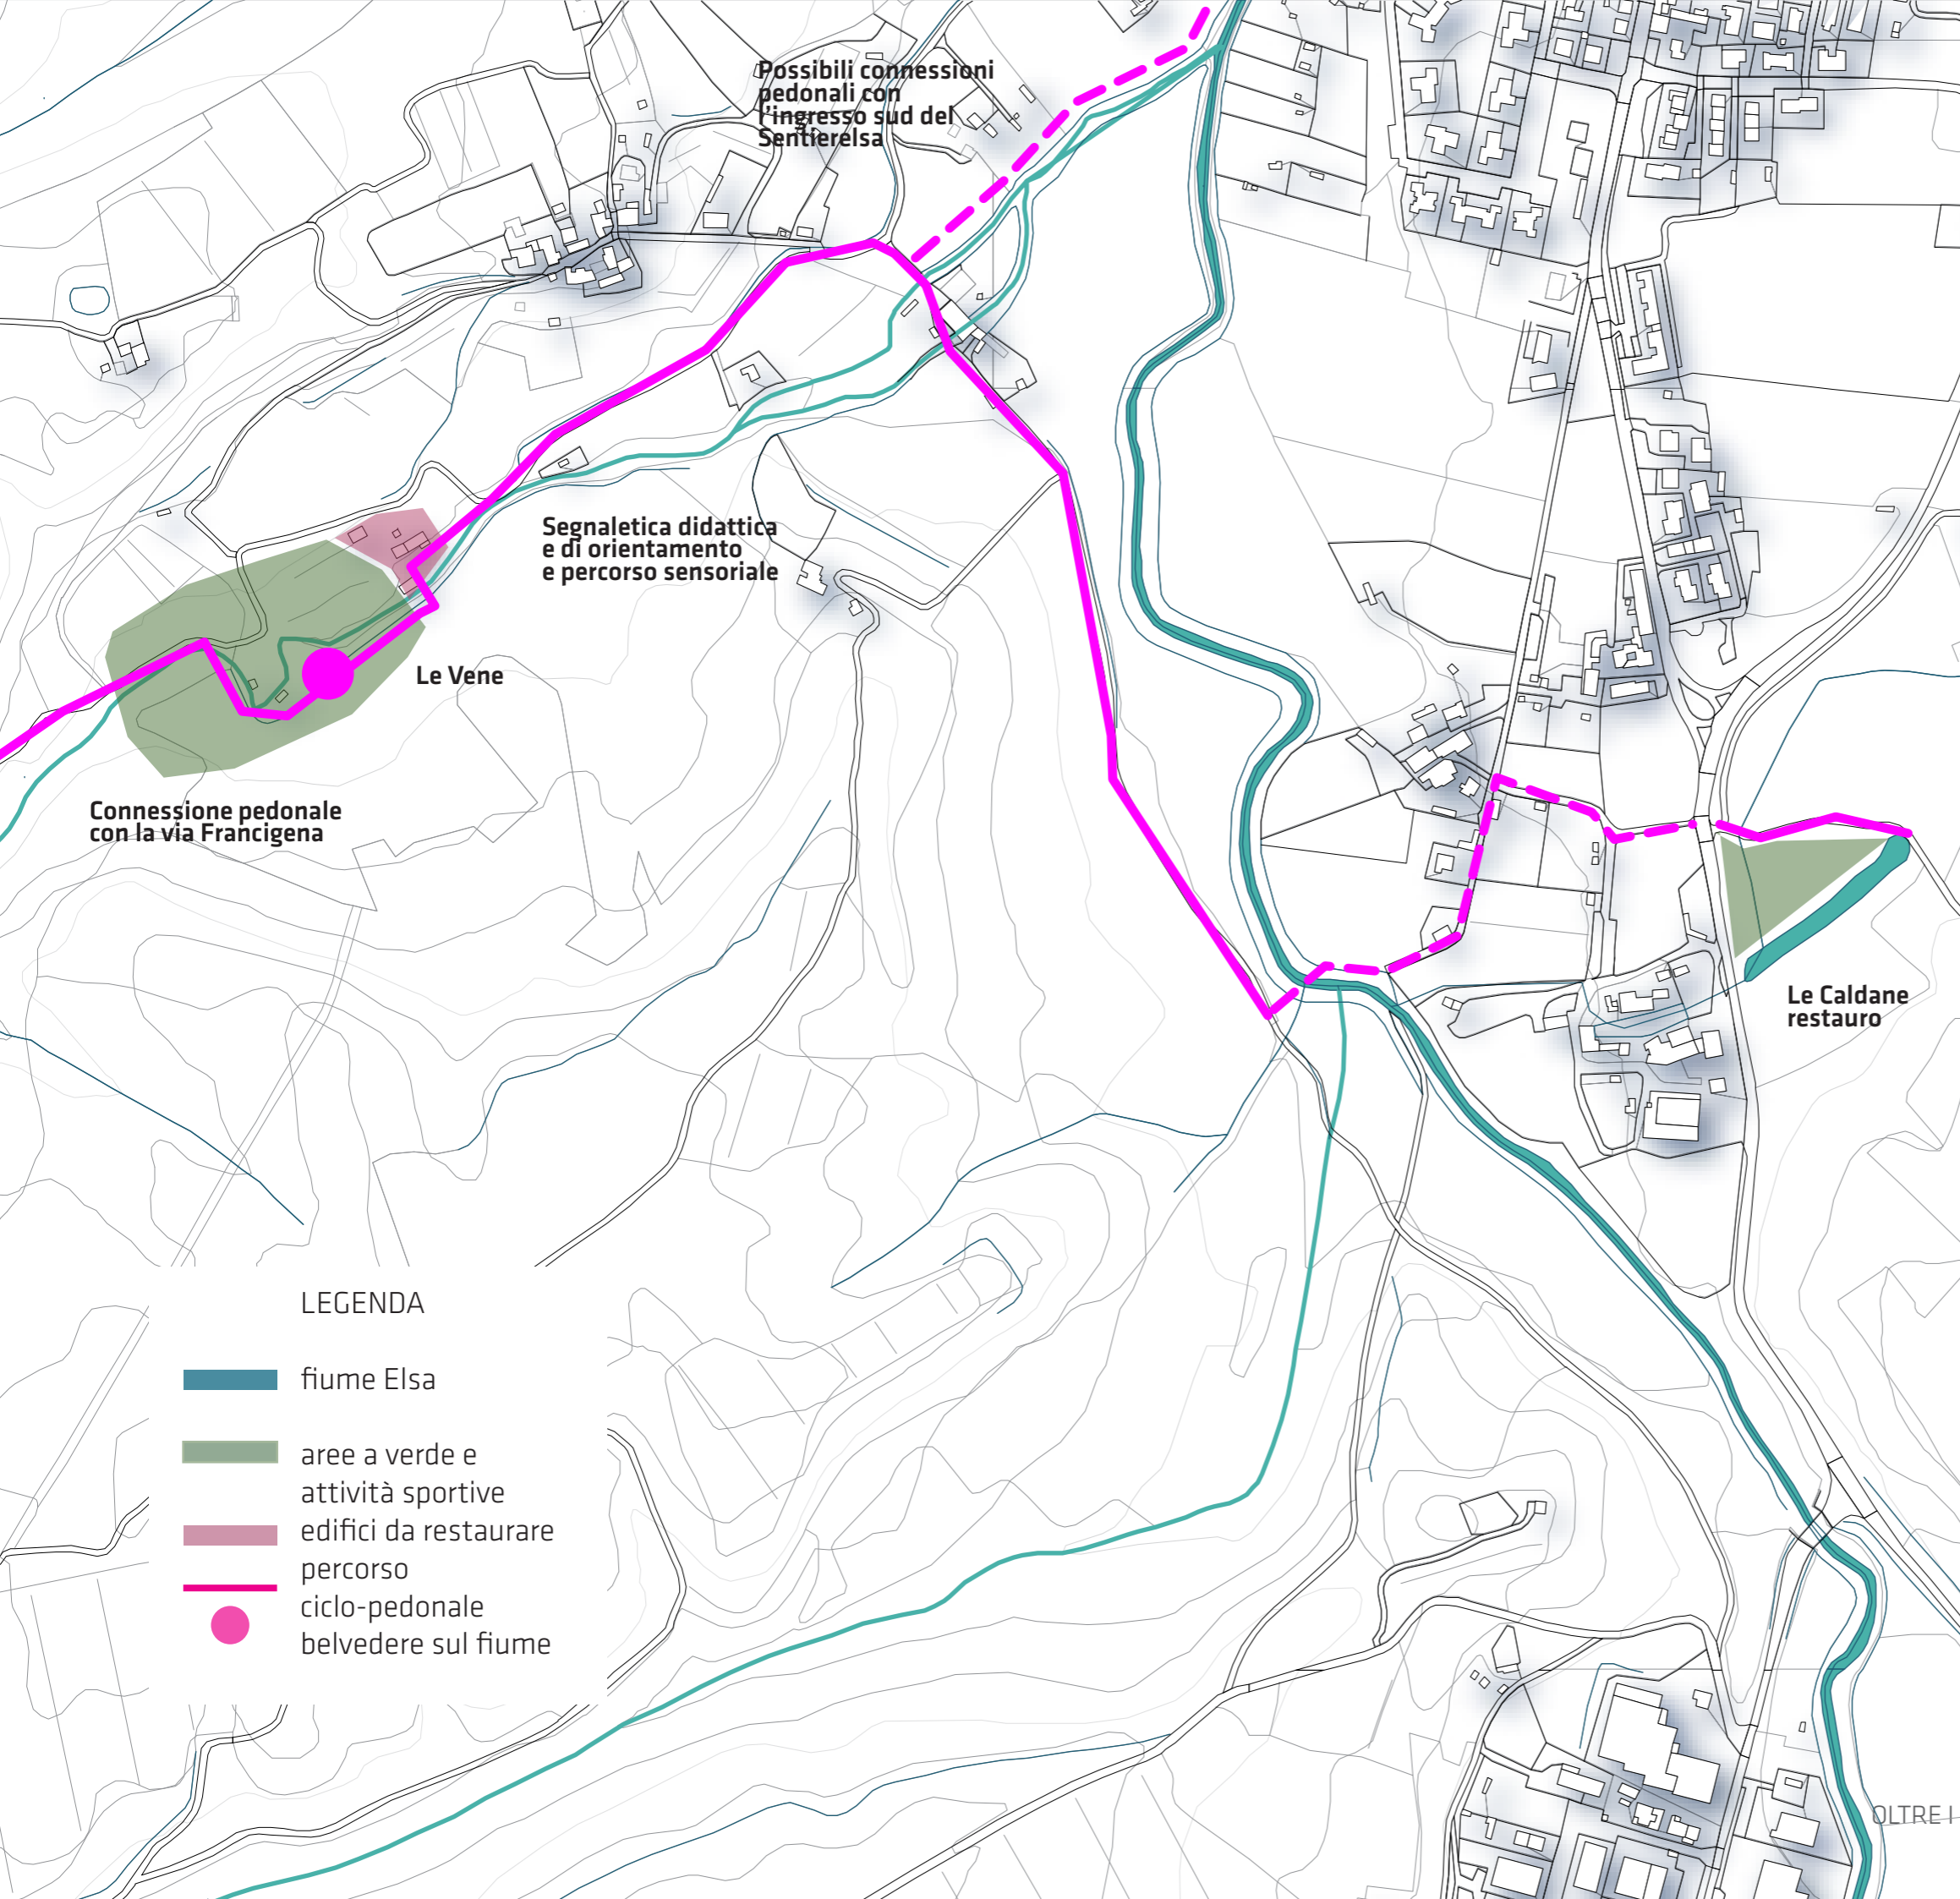 Possibili connessioni
pedonali con
l'ingresso sud del
Sentierelsa
Segnaletica didattica
e di orientamento
e percorso sensoriale
Le Vene
Connessione pedonale
con la via Francigena
Le Caldane
restauro
LEGENDA
fiume Elsa
aree a verde e
attività sportive
edifici da restaurare
percorso
ciclo-pedonale
belvedere sul fiume
OLTRE I